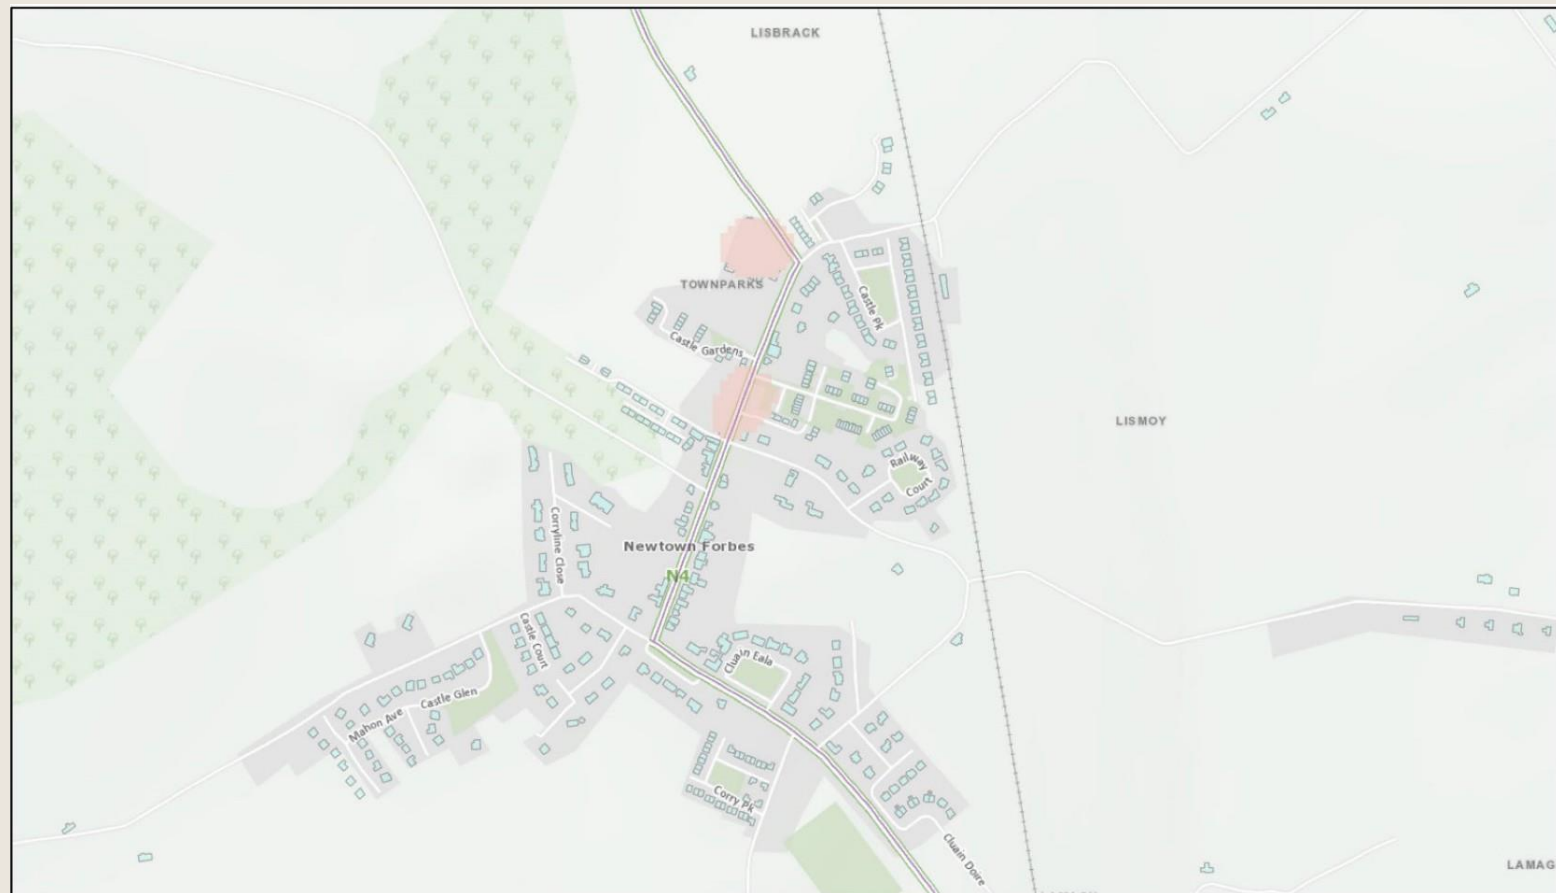 LISBRACK
TOWNPARKS
Castle Pk
Castle Gardens
LISMOY
Railway
Court
Corryline Close
Newtown Forbes
N4
Castle Court
Cluain Eala
Castle Glen
Mahon Ave
Corry Pk
Cluain Doire
LAMAG